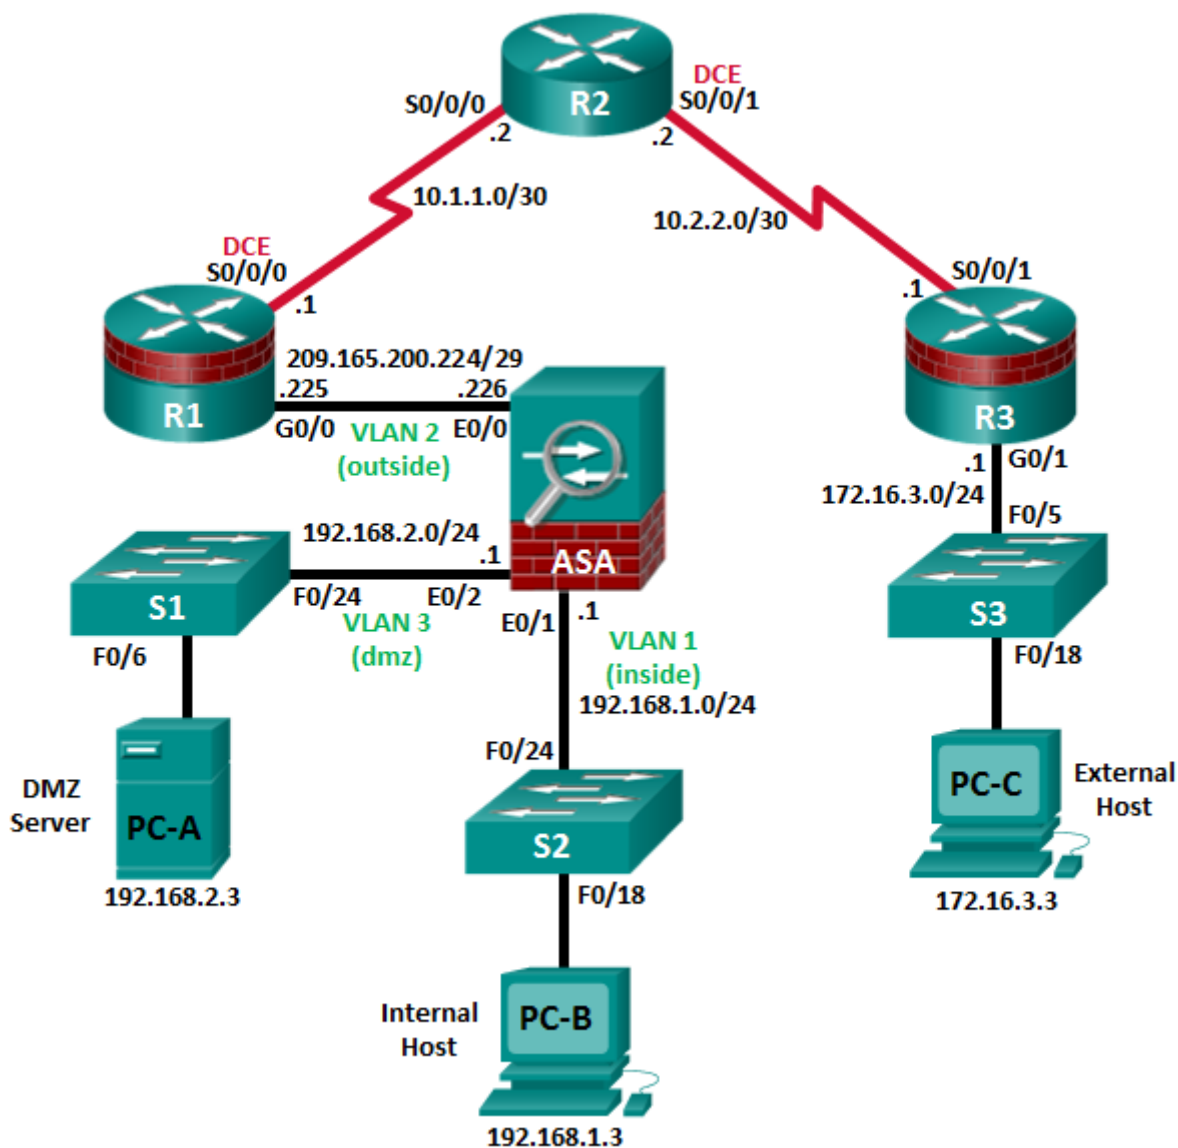 DCE
S0/0/0
R2
S0/0/1
.2
.2
10.1.1.0/30
10.2.2.0/30
DCE
S0/0/0
.1
S0/0/1
.1
209.165.200.224/29
.225
.226
R1
G0/0
VLAN 2
(outside)
E0/0
R3
.1
G0/1
172.16.3.0/24
F0/5
192.168.2.0/24
.1
ASA
S1
F0/24
E0/2
VLAN 3
(dmz)
E0/1
.1
VLAN 1
(inside)
192.168.1.0/24
S3
F0/6
F0/18
F0/24
DMZ
Server
PC-A
192.168.2.3
PC-C
External
Host
172.16.3.3
S2
F0/18
Internal
Host
PC-B
192.168.1.3